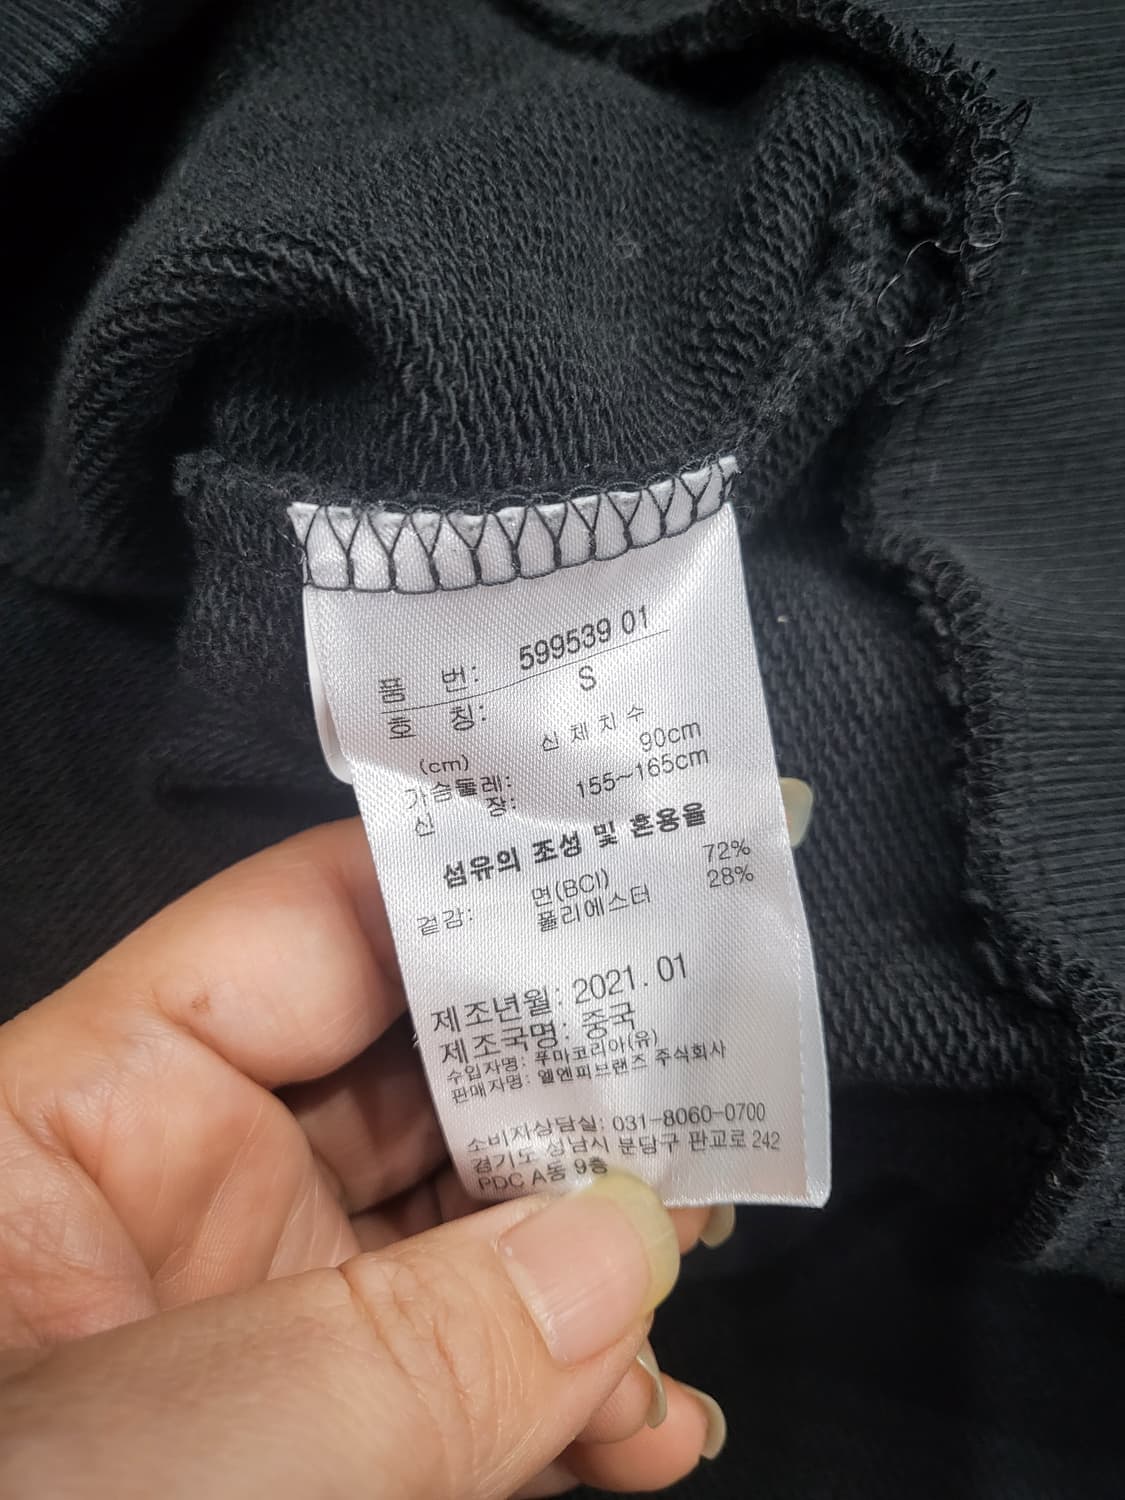 품 번: 599539 01
호 칭: S
(cm) 신체치수
가슴둘레: 90cm
신 장: 155~165cm
섬유의 조성 및 혼용율
면(BCI) 72%
겉감: 폴리에스터 28%
제조년월: 2021. 01
제조국명: 중국
수입자명: 푸마코리아(유)
판매자명: 엘엔피브랜즈 주식회사
소비자상담실: 031-8060-0700
경기도 성남시 분당구 판교로 242
PDC A동 9층